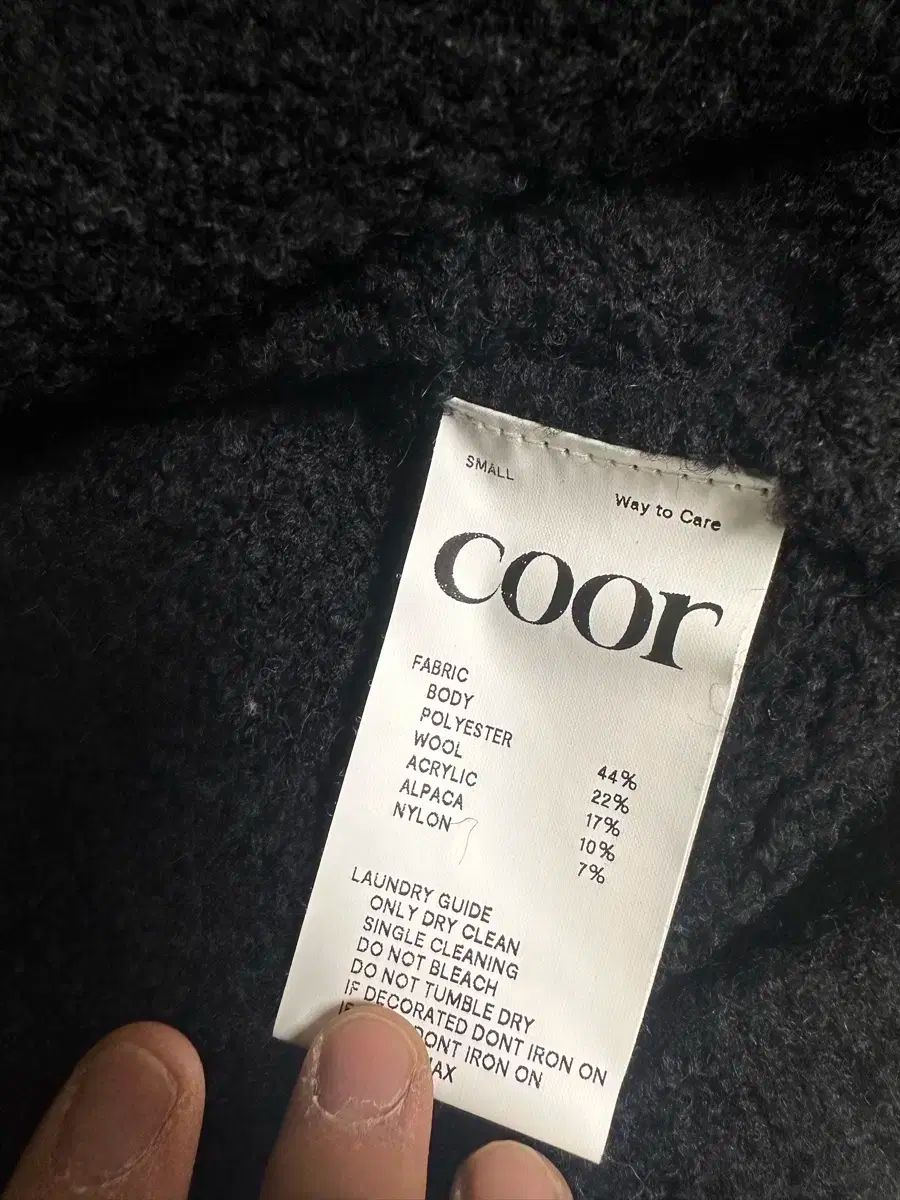 SMALL
Way to Care
coor
FABRIC
BODY
POLYESTER 44%
WOOL 22%
ACRYLIC 17%
ALPACA 10%
NYLON 7%
LAUNDRY GUIDE
ONLY DRY CLEAN
SINGLE CLEANING
DO NOT BLEACH
DO NOT TUMBLE DRY
IF DECORATED DONT IRON ON
DONT IRON ON